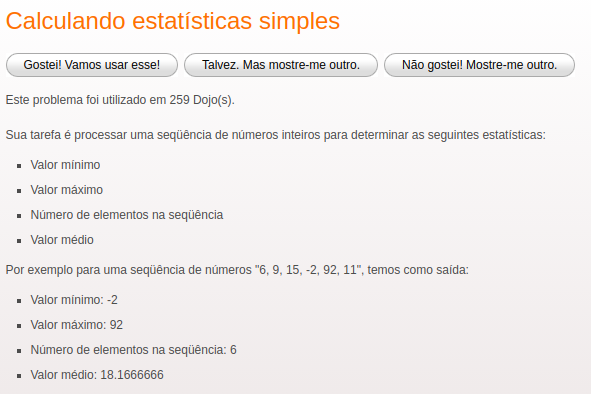 Calculando estatísticas simples
Gostei! Vamos usar esse!
Talvez. Mas mostre-me outro.
Não gostei! Mostre-me outro.
Este problema foi utilizado em 259 Dojo(s).
Sua tarefa é processar uma seqüência de números inteiros para determinar as seguintes estatísticas:
Valor mínimo
Valor máximo
Número de elementos na seqüência
Valor médio
Por exemplo para uma seqüência de números "6, 9, 15, -2, 92, 11", temos como saída:
Valor mínimo: -2
Valor máximo: 92
Número de elementos na seqüência: 6
Valor médio: 18.1666666